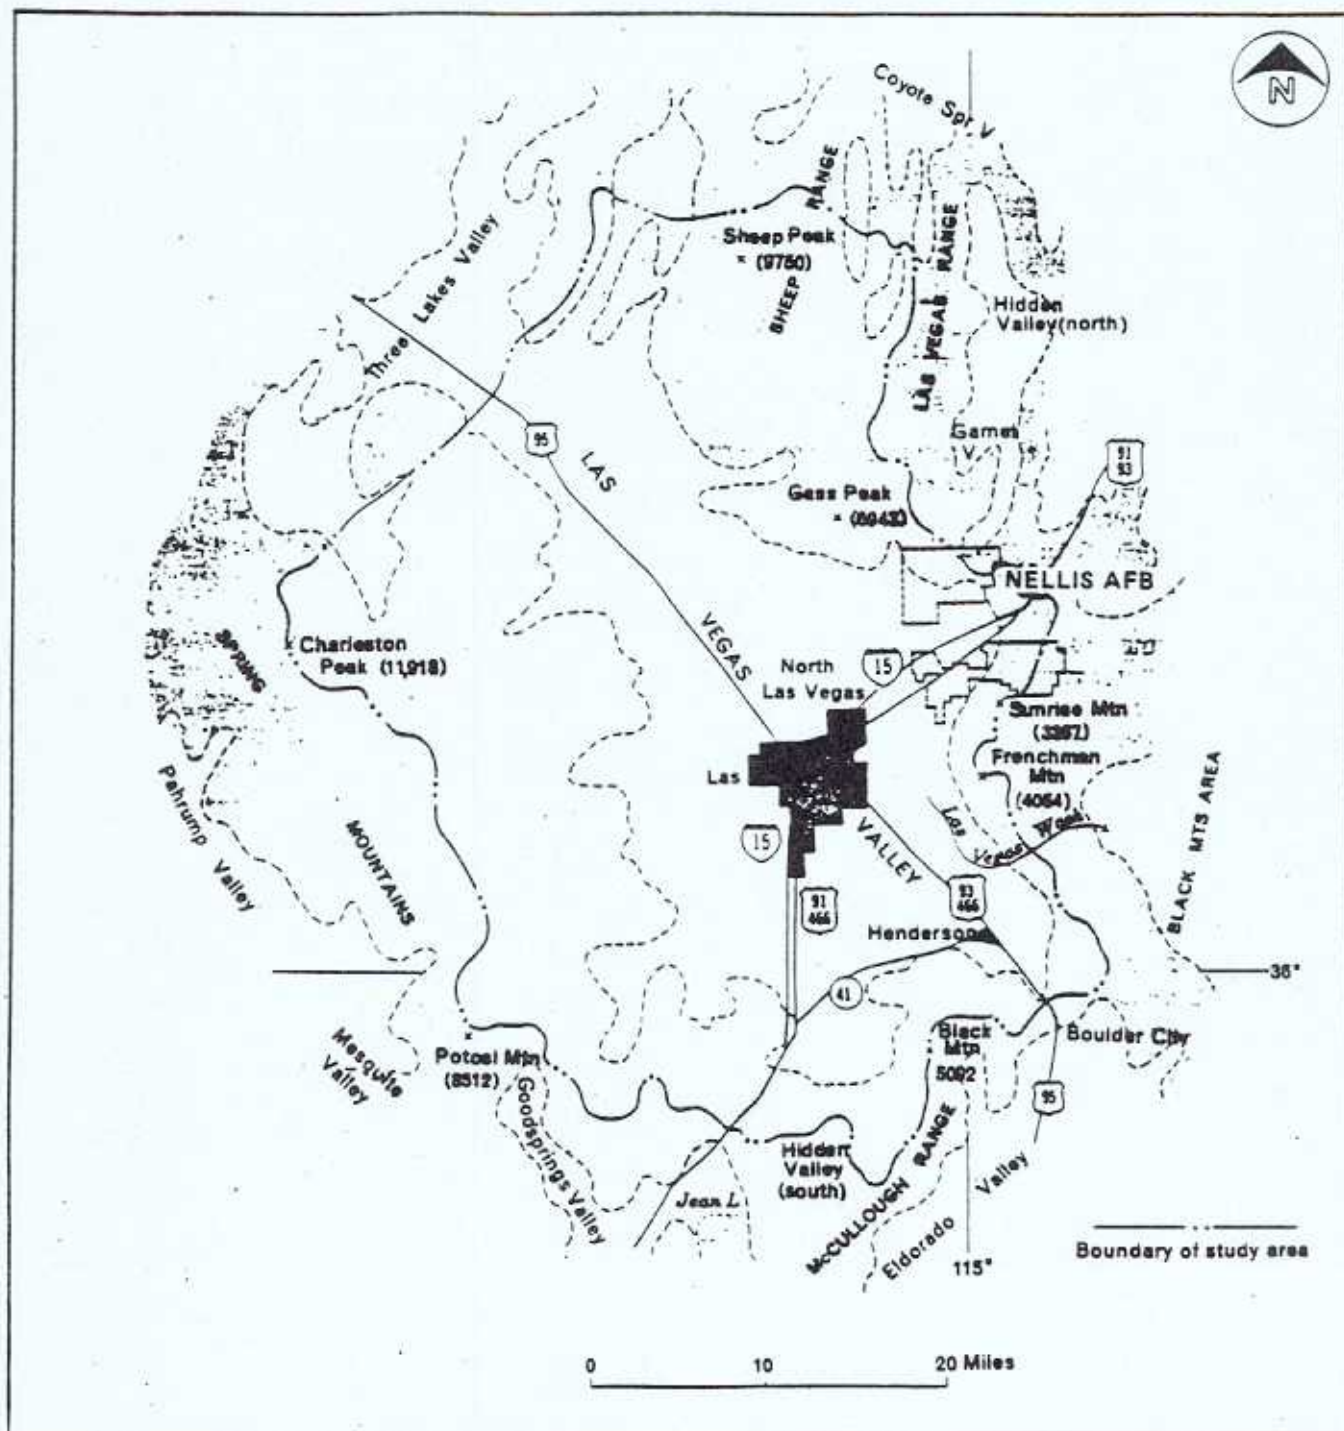 N
Coyote Spr V
RANGE
Sheep Peak
(9750)
SHEEP
LAS VEGAS RANGE
Three Lakes Valley
Hidden
Valley (north)
95
LAS
Games
V
91
93
Gass Peak
(6943)
NELLIS AFB
VEGAS
SPRING
Charleston
Peak (11,918)
North
Las Vegas
15
Sunrise Mtn
(3367)
Las
Frenchman
Mtn
(4054)
Pahrump Valley
MOUNTAINS
Las Vegas Wash
BLACK MTS AREA
15
VALLEY
91
466
93
466
Henderson
36°
41
Mesquite
Valley
Potosi Mtn
(8512)
Black
Mtn
5092
Boulder City
95
Goodsprings Valley
Hidden
Valley
(south)
McCULLOUGH RANGE
Jean L
Eldorado Valley
115°
Boundary of study area
0 10 20 Miles